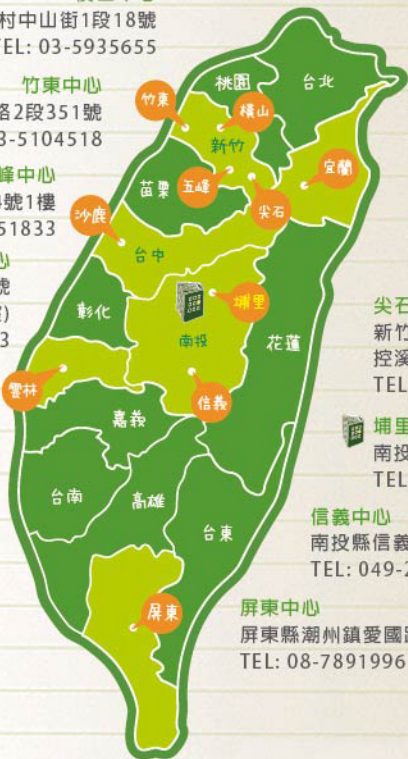 村中山街1段18號
TEL: 03-5935655
竹東中心
路2段351號
3-5104518
峰中心
號1樓
51833
心
號
3
桃園
台北
竹東
橫山
新竹
宜蘭
苗栗
五峰
尖石
沙鹿
台中
彰化
埔里
南投
花蓮
雲林
信義
嘉義
台南
高雄
台東
屏東
尖石
新竹
控溪
TEL
埔里
南投
TEL
信義中心
南投縣信義
TEL: 049-2
屏東中心
屏東縣潮州鎮愛國路
TEL: 08-7891996